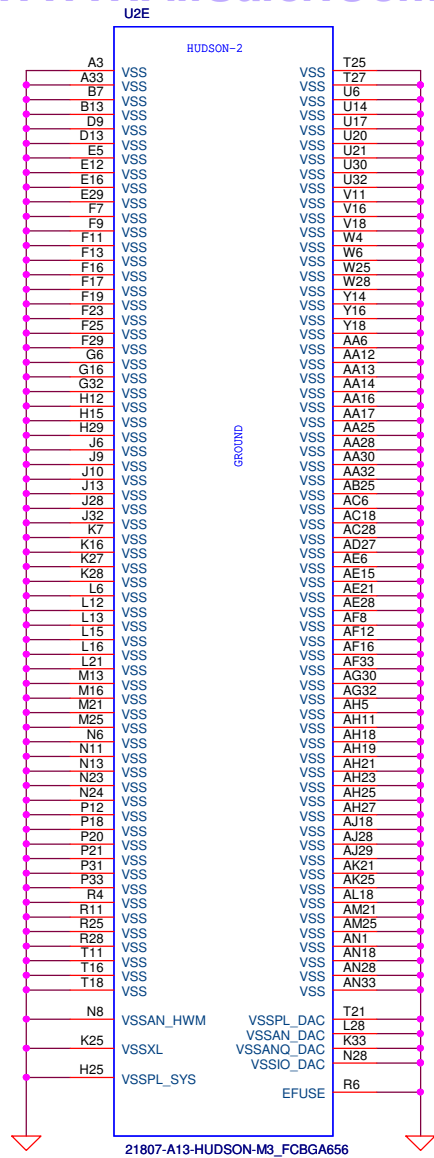 U2E
HUDSON-2
A3 VSS VSS T25
A33 VSS VSS T27
B7 VSS VSS U6
B13 VSS VSS U14
D9 VSS VSS U17
D13 VSS VSS U20
E5 VSS VSS U21
E12 VSS VSS U30
E16 VSS VSS U32
E29 VSS VSS V11
F7 VSS VSS V16
F9 VSS VSS V18
F11 VSS VSS W4
F13 VSS VSS W6
F16 VSS VSS W25
F17 VSS VSS W28
F19 VSS VSS Y14
F23 VSS VSS Y16
F25 VSS VSS Y18
F29 VSS VSS AA6
G6 VSS VSS AA12
G16 VSS VSS AA13
G32 VSS VSS AA14
H12 VSS VSS AA16
H15 VSS VSS AA17
H29 VSS VSS AA25
J6 VSS VSS AA28
J9 VSS VSS AA30
J10 VSS VSS AA32
J13 VSS VSS AB25
J28 VSS VSS AC6
J32 VSS VSS AC18
K7 VSS VSS AC28
K16 VSS VSS AD27
K27 VSS VSS AE6
K28 VSS VSS AE15
L6 VSS VSS AE21
L12 VSS VSS AE28
L13 VSS VSS AF8
L15 VSS VSS AF12
L16 VSS VSS AF16
L21 VSS VSS AF33
M13 VSS VSS AG30
M16 VSS VSS AG32
M21 VSS VSS AH5
M25 VSS VSS AH11
N6 VSS VSS AH18
N11 VSS VSS AH19
N13 VSS VSS AH21
N23 VSS VSS AH23
N24 VSS VSS AH25
P12 VSS VSS AH27
P18 VSS VSS AJ18
P20 VSS VSS AJ28
P21 VSS VSS AJ29
P31 VSS VSS AK21
P33 VSS VSS AK25
R4 VSS VSS AL18
R11 VSS VSS AM21
R25 VSS VSS AM25
R28 VSS VSS AN1
T11 VSS VSS AN18
T16 VSS VSS AN28
T18 VSS VSS AN33
GROUND
N8 VSSAN_HWM VSSPL_DAC T21
VSSAN_DAC L28
K25 VSSXL VSSANQ_DAC K33
VSSIO_DAC N28
H25 VSSPL_SYS
EFUSE R6
21807-A13-HUDSON-M3_FCBGA656